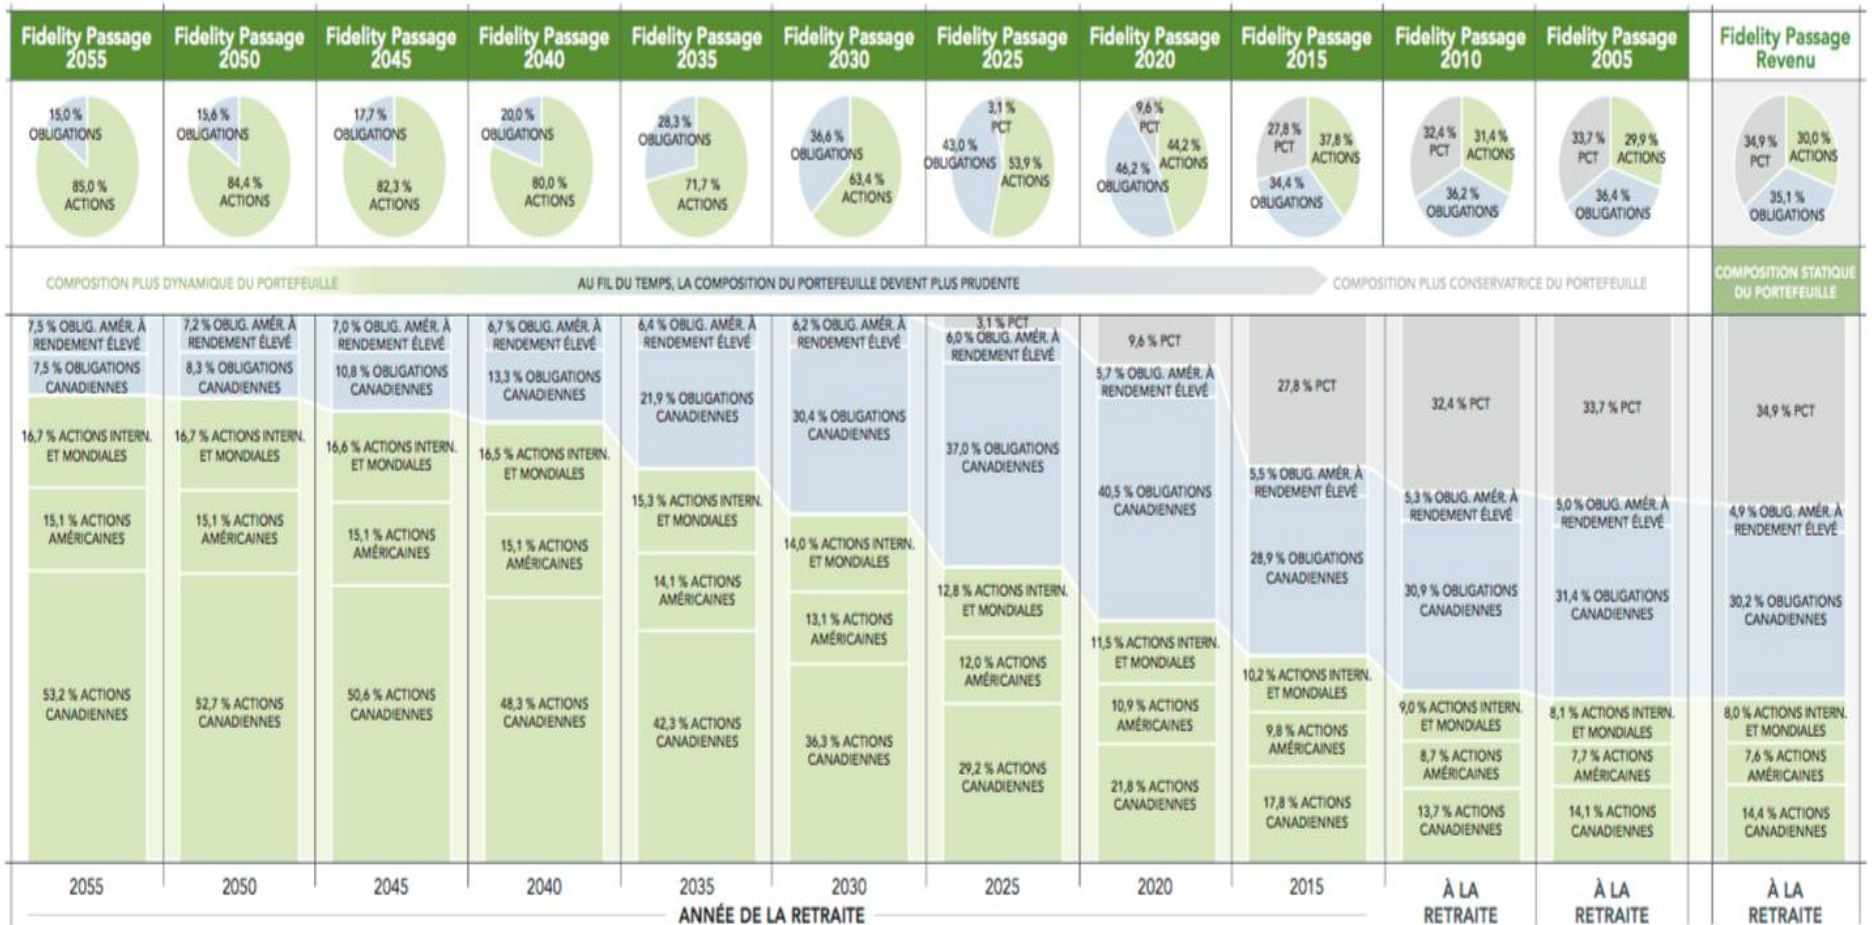 Fidelity Passage
2055
Fidelity Passage
2050
Fidelity Passage
2045
Fidelity Passage
2040
Fidelity Passage
2035
Fidelity Passage
2030
Fidelity Passage
2025
Fidelity Passage
2020
Fidelity Passage
2015
Fidelity Passage
2010
Fidelity Passage
2005
Fidelity Passage
Revenu
15,0 %
OBLIGATIONS
85,0 %
ACTIONS
15,6 %
OBLIGATIONS
84,4 %
ACTIONS
17,7 %
OBLIGATIONS
82,3 %
ACTIONS
20,0 %
OBLIGATIONS
80,0 %
ACTIONS
28,3 %
OBLIGATIONS
71,7 %
ACTIONS
36,6 %
OBLIGATIONS
63,4 %
ACTIONS
3,1 %
PCT
43,0 %
OBLIGATIONS
53,9 %
ACTIONS
9,6 %
PCT
44,2 %
ACTIONS
46,2 %
OBLIGATIONS
27,8 %
PCT
37,8 %
ACTIONS
34,4 %
OBLIGATIONS
32,4 %
PCT
31,4 %
ACTIONS
36,2 %
OBLIGATIONS
33,7 %
PCT
29,9 %
ACTIONS
36,4 %
OBLIGATIONS
34,9 %
PCT
30,0 %
ACTIONS
35,1 %
OBLIGATIONS
COMPOSITION PLUS DYNAMIQUE DU PORTEFEUILLE
AU FIL DU TEMPS, LA COMPOSITION DU PORTEFEUILLE DEVIENT PLUS PRUDENTE
COMPOSITION PLUS CONSERVATRICE DU PORTEFEUILLE
COMPOSITION STATIQUE
DU PORTEFEUILLE
7,5 % OBLIG. AMÉR. À
RENDEMENT ÉLEVÉ
7,5 % OBLIGATIONS
CANADIENNES
16,7 % ACTIONS INTERN.
ET MONDIALES
15,1 % ACTIONS
AMÉRICAINES
53,2 % ACTIONS
CANADIENNES
7,2 % OBLIG. AMÉR. À
RENDEMENT ÉLEVÉ
8,3 % OBLIGATIONS
CANADIENNES
16,7 % ACTIONS INTERN.
ET MONDIALES
15,1 % ACTIONS
AMÉRICAINES
52,7 % ACTIONS
CANADIENNES
7,0 % OBLIG. AMÉR. À
RENDEMENT ÉLEVÉ
10,8 % OBLIGATIONS
CANADIENNES
16,6 % ACTIONS INTERN.
ET MONDIALES
15,1 % ACTIONS
AMÉRICAINES
50,6 % ACTIONS
CANADIENNES
6,7 % OBLIG. AMÉR. À
RENDEMENT ÉLEVÉ
13,3 % OBLIGATIONS
CANADIENNES
16,5 % ACTIONS INTERN.
ET MONDIALES
15,1 % ACTIONS
AMÉRICAINES
48,3 % ACTIONS
CANADIENNES
6,4 % OBLIG. AMÉR. À
RENDEMENT ÉLEVÉ
21,9 % OBLIGATIONS
CANADIENNES
15,3 % ACTIONS INTERN.
ET MONDIALES
14,1 % ACTIONS
AMÉRICAINES
42,3 % ACTIONS
CANADIENNES
6,2 % OBLIG. AMÉR. À
RENDEMENT ÉLEVÉ
30,4 % OBLIGATIONS
CANADIENNES
14,0 % ACTIONS INTERN.
ET MONDIALES
13,1 % ACTIONS
AMÉRICAINES
36,3 % ACTIONS
CANADIENNES
3,1 % PCT
6,0 % OBLIG. AMÉR. À
RENDEMENT ÉLEVÉ
37,0 % OBLIGATIONS
CANADIENNES
12,8 % ACTIONS INTERN.
ET MONDIALES
12,0 % ACTIONS
AMÉRICAINES
29,2 % ACTIONS
CANADIENNES
9,6 % PCT
5,7 % OBLIG. AMÉR. À
RENDEMENT ÉLEVÉ
40,5 % OBLIGATIONS
CANADIENNES
11,5 % ACTIONS INTERN.
ET MONDIALES
10,9 % ACTIONS
AMÉRICAINES
21,8 % ACTIONS
CANADIENNES
27,8 % PCT
5,5 % OBLIG. AMÉR. À
RENDEMENT ÉLEVÉ
28,9 % OBLIGATIONS
CANADIENNES
10,2 % ACTIONS INTERN.
ET MONDIALES
9,8 % ACTIONS
AMÉRICAINES
17,8 % ACTIONS
CANADIENNES
32,4 % PCT
5,3 % OBLIG. AMÉR. À
RENDEMENT ÉLEVÉ
30,9 % OBLIGATIONS
CANADIENNES
9,0 % ACTIONS INTERN.
ET MONDIALES
8,7 % ACTIONS
AMÉRICAINES
13,7 % ACTIONS
CANADIENNES
33,7 % PCT
5,0 % OBLIG. AMÉR. À
RENDEMENT ÉLEVÉ
31,4 % OBLIGATIONS
CANADIENNES
8,1 % ACTIONS INTERN.
ET MONDIALES
7,7 % ACTIONS
AMÉRICAINES
14,1 % ACTIONS
CANADIENNES
34,9 % PCT
4,9 % OBLIG. AMÉR. À
RENDEMENT ÉLEVÉ
30,2 % OBLIGATIONS
CANADIENNES
8,0 % ACTIONS INTERN.
ET MONDIALES
7,6 % ACTIONS
AMÉRICAINES
14,4 % ACTIONS
CANADIENNES
2055
2050
2045
2040
2035
2030
2025
2020
2015
À LA
RETRAITE
À LA
RETRAITE
À LA
RETRAITE
ANNÉE DE LA RETRAITE